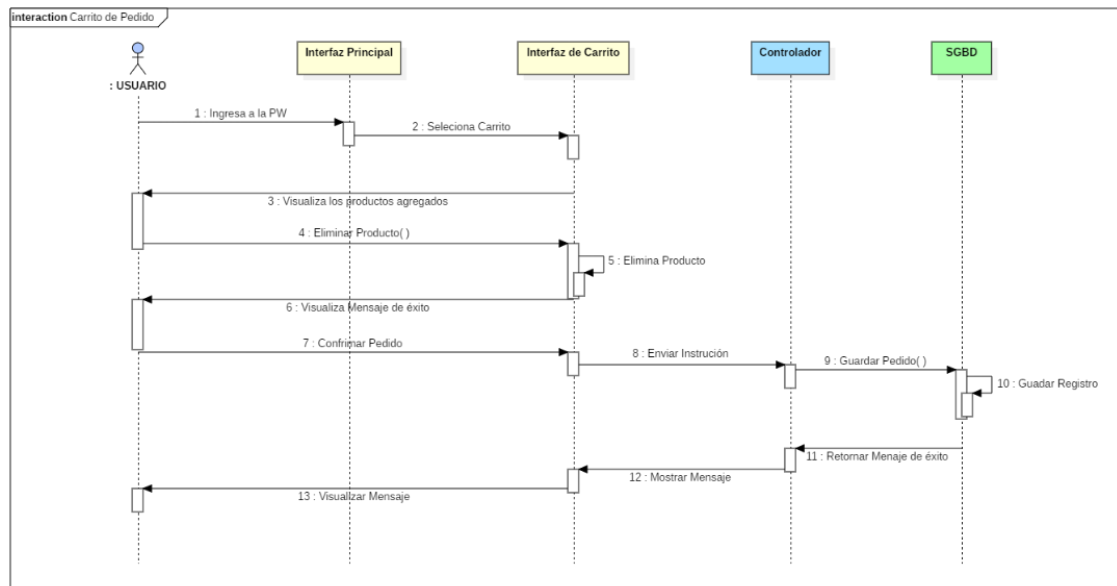 interaction Carrito de Pedido
: USUARIO
Interfaz Principal
Interfaz de Carrito
Controlador
SGBD
1 : Ingresa a la PW
2 : Seleciona Carrito
3 : Visualiza los productos agregados
4 : Eliminar Producto( )
5 : Elimina Producto
6 : Visualiza Mensaje de éxito
7 : Confrimar Pedido
8 : Enviar Instrución
9 : Guardar Pedido( )
10 : Guadar Registro
11 : Retornar Menaje de éxito
12 : Mostrar Mensaje
13 : Visualizar Mensaje